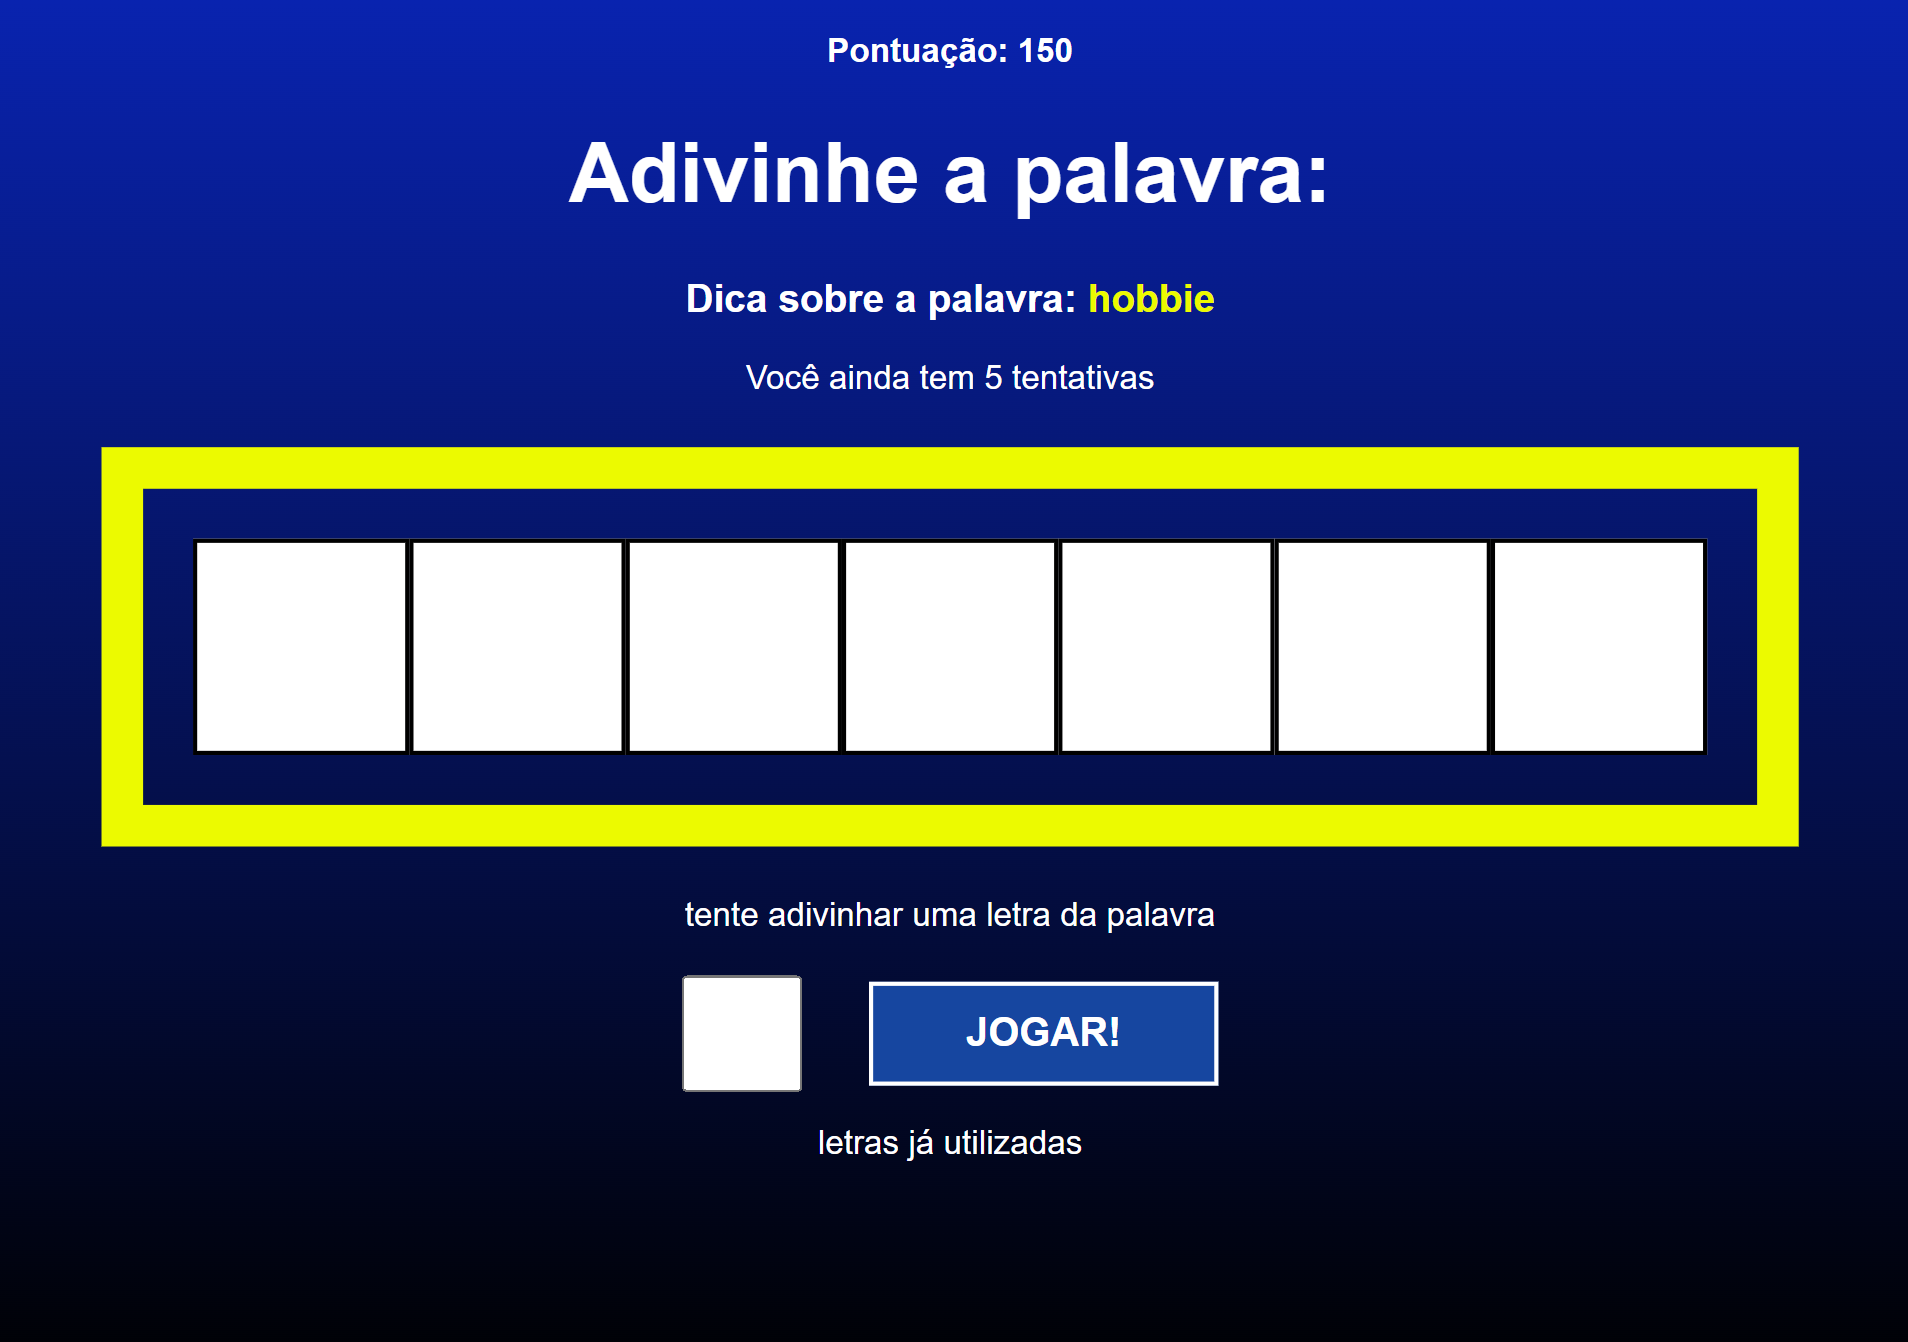 Pontuação: 150
Adivinhe a palavra:
Dica sobre a palavra: hobbie
Você ainda tem 5 tentativas
tente adivinhar uma letra da palavra
JOGAR!
letras já utilizadas